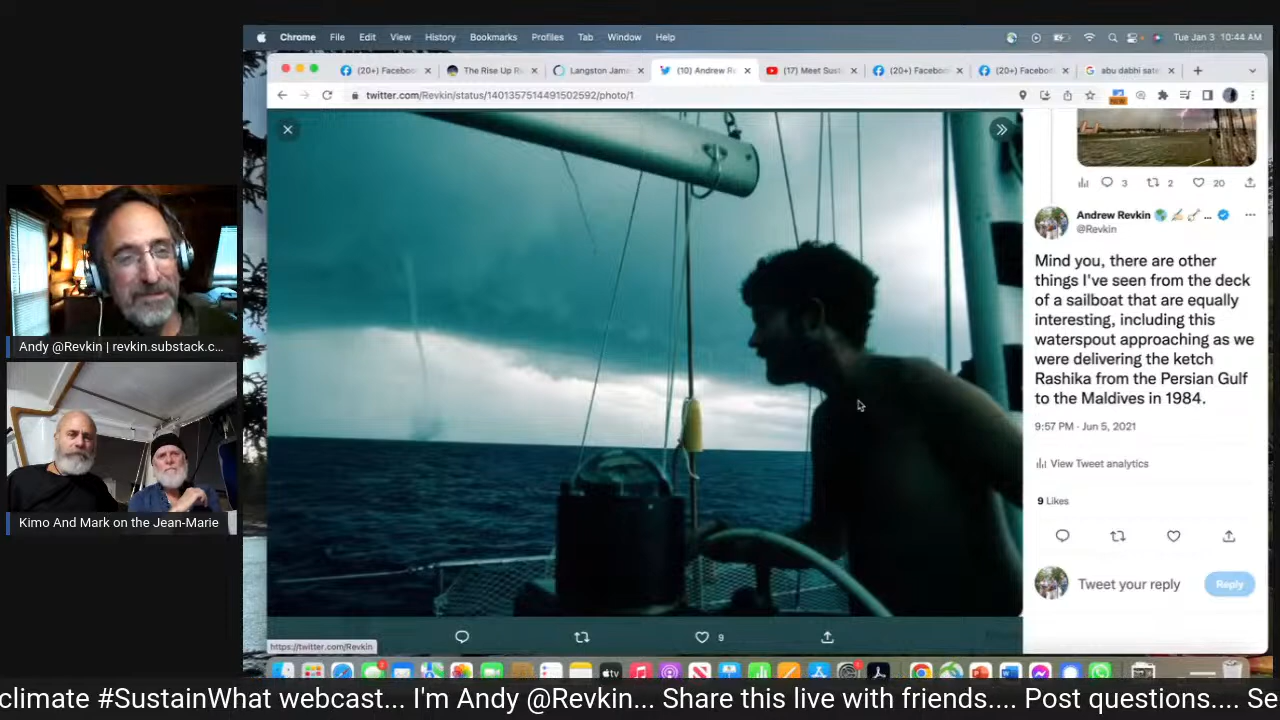 Chrome File Edit View History Bookmarks Profiles Tab Window Help
Tue Jan 3 10:44 AM
(20+) Faceboo
The Rise Up R
Langston Jam
(10) Andrew R
(17) Meet Sust
(20+) Faceboo
(20+) Faceboo
abu dhabi sate
twitter.com/Revkin/status/1401357514491502592/photo/1
NEW
3 2 20
Andrew Revkin ...
@Revkin
Mind you, there are other
things I've seen from the deck
of a sailboat that are equally
interesting, including this
waterspout approaching as we
were delivering the ketch
Rashika from the Persian Gulf
to the Maldives in 1984.
9:57 PM · Jun 5, 2021
View Tweet analytics
9 Likes
Tweet your reply
Reply
9
https://twitter.com/Revkin
Andy @Revkin | revkin.substack.c...
Kimo And Mark on the Jean-Marie
climate #SustainWhat webcast... I'm Andy @Revkin... Share this live with friends.... Post questions.... Se